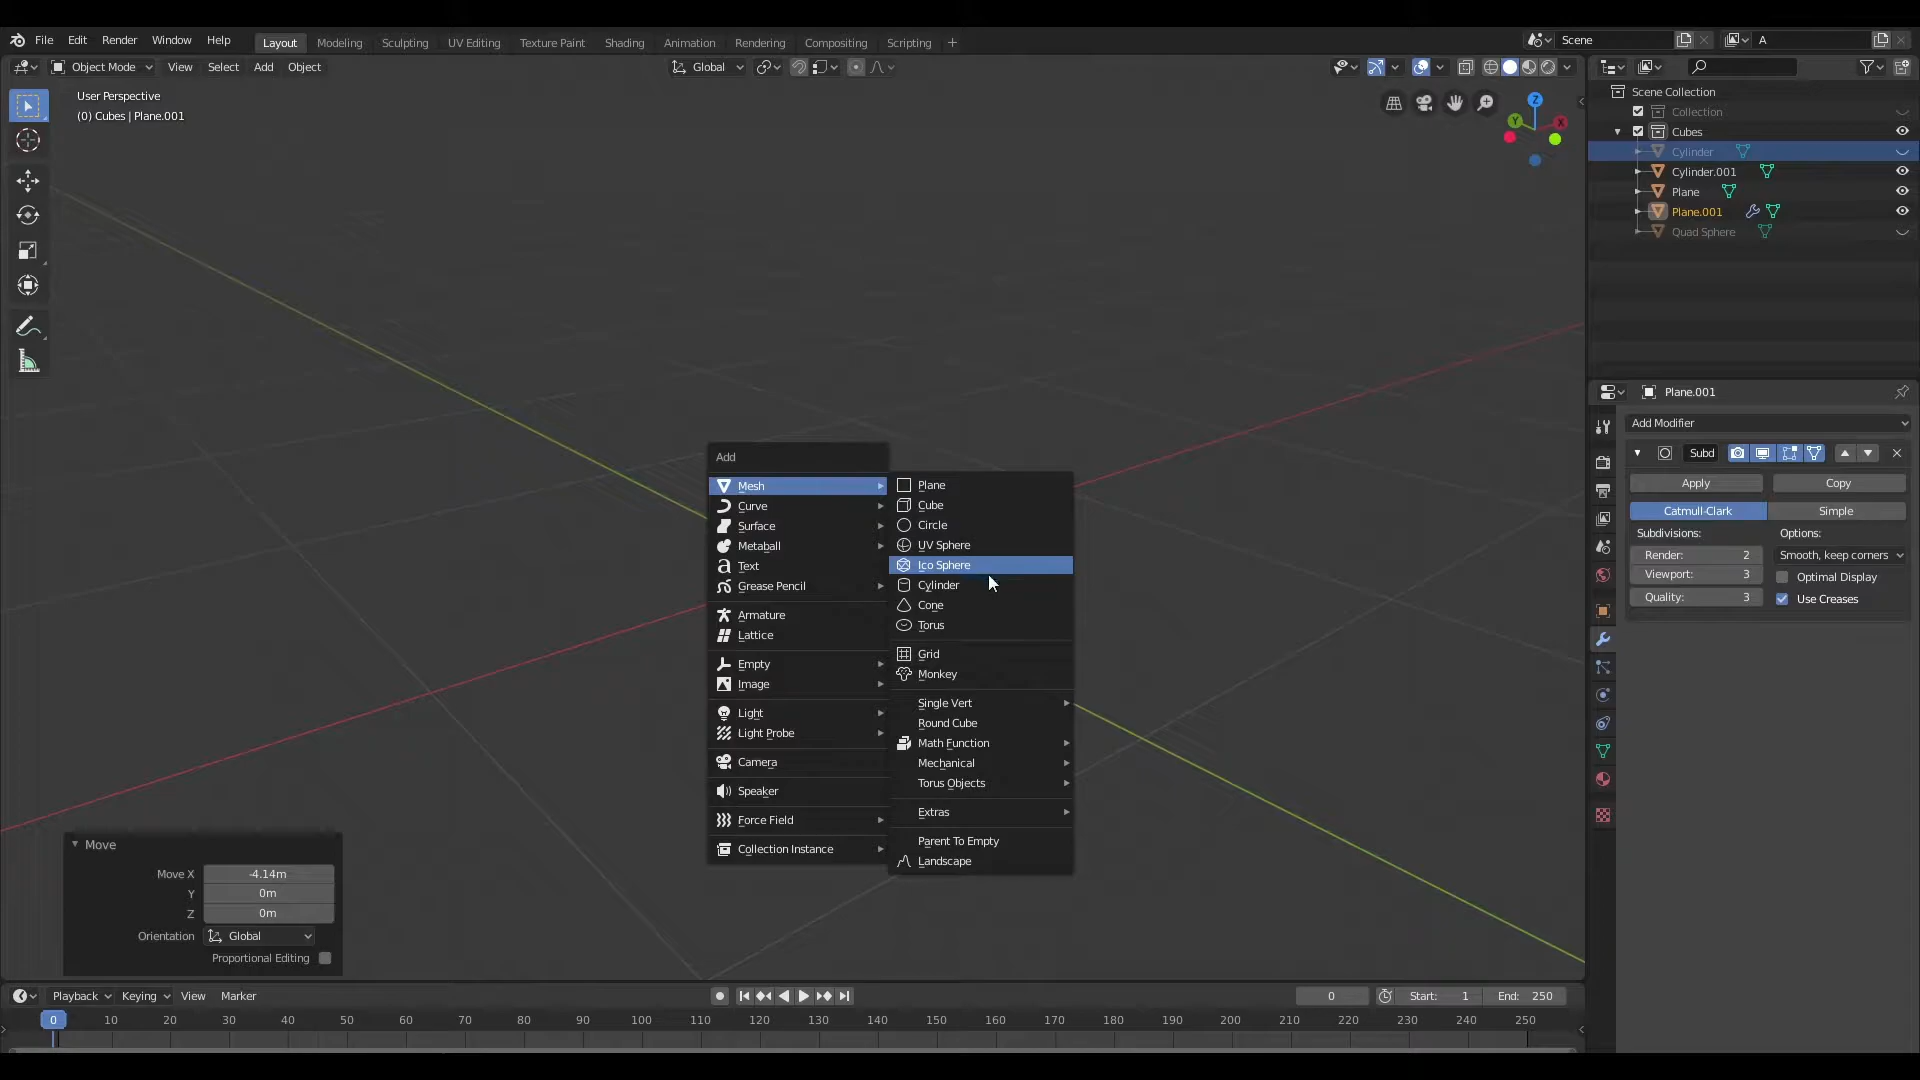 File Edit Render Window Help Layout Modeling Sculpting UV Editing Texture Paint Shading Animation Rendering Compositing Scripting + Scene A
Object Mode View Select Add Object Global
User Perspective
(0) Cubes | Plane.001
Z
Y
X
Scene Collection
Collection
Cubes
Cylinder
Cylinder.001
Plane
Plane.001
Quad Sphere
Plane.001
Add Modifier
Subd
Apply Copy
Catmull-Clark Simple
Subdivisions: Options:
Render: 2 Smooth, keep corners
Viewport: 3 Optimal Display
Quality: 3 Use Creases
Add
Mesh
Curve
Surface
Metaball
Text
Grease Pencil
Armature
Lattice
Empty
Image
Light
Light Probe
Camera
Speaker
Force Field
Collection Instance
Plane
Cube
Circle
UV Sphere
Ico Sphere
Cylinder
Cone
Torus
Grid
Monkey
Single Vert
Round Cube
Math Function
Mechanical
Torus Objects
Extras
Parent To Empty
Landscape
Move
Move X -4.14m
Y 0m
Z 0m
Orientation Global
Proportional Editing
Playback Keying View Marker 0 Start: 1 End: 250
0 10 20 30 40 50 60 70 80 90 100 110 120 130 140 150 160 170 180 190 200 210 220 230 240 250